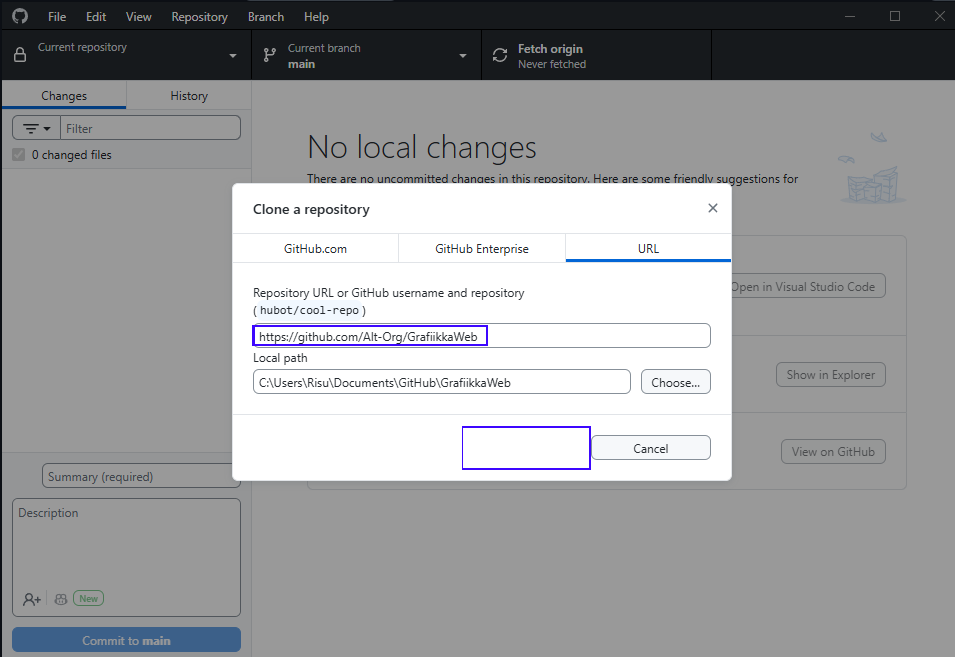 File Edit View Repository Branch Help
Current repository
Current branch
main
Fetch origin
Never fetched
Changes History
Filter
0 changed files
No local changes
There are no uncommitted changes in this repository. Here are some friendly suggestions for
Clone a repository
GitHub.com GitHub Enterprise URL
Repository URL or GitHub username and repository
(hubot/cool-repo)
https://github.com/Alt-Org/GrafiikkaWeb
Local path
C:\Users\Risu\Documents\GitHub\GrafiikkaWeb
Choose...
Cancel
Open in Visual Studio Code
Show in Explorer
View on GitHub
Summary (required)
Description
New
Commit to main